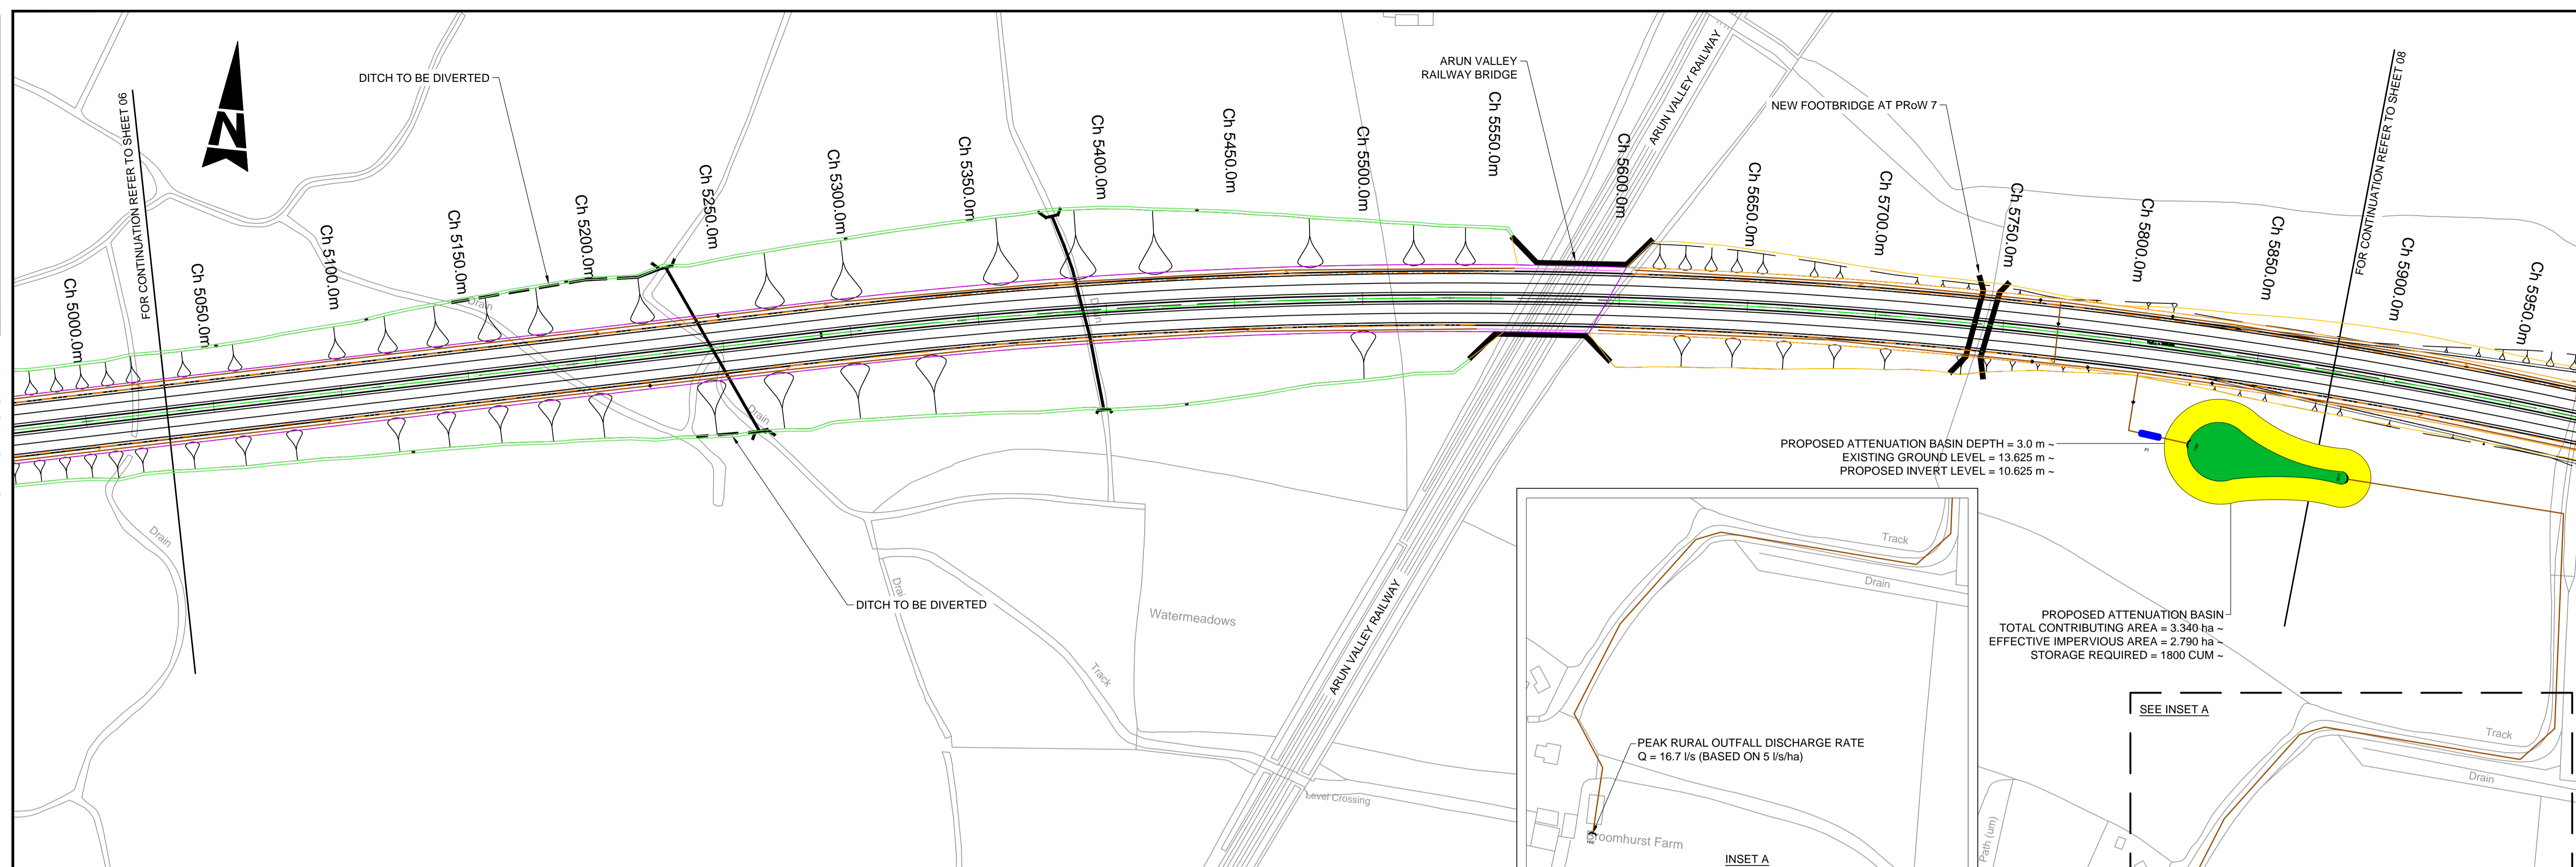 DITCH TO BE DIVERTED
ARUN VALLEY
RAILWAY BRIDGE
ARUN VALLEY RAILWAY
NEW FOOTBRIDGE AT PRoW 7
FOR CONTINUATION REFER TO SHEET 06
FOR CONTINUATION REFER TO SHEET 08
N
Ch 5000.0m
Ch 5050.0m
Ch 5100.0m
Ch 5150.0m
Ch 5200.0m
Ch 5250.0m
Ch 5300.0m
Ch 5350.0m
Ch 5400.0m
Ch 5450.0m
Ch 5500.0m
Ch 5550.0m
Ch 5600.0m
Ch 5650.0m
Ch 5700.0m
Ch 5750.0m
Ch 5800.0m
Ch 5850.0m
Ch 5900.0m
Ch 5950.0m
Drain
Drain
Drain
Drain
Drai
DITCH TO BE DIVERTED
Watermeadows
Track
ARUN VALLEY RAILWAY
Level Crossing
PROPOSED ATTENUATION BASIN DEPTH = 3.0 m ~
EXISTING GROUND LEVEL = 13.625 m ~
PROPOSED INVERT LEVEL = 10.625 m ~
PROPOSED ATTENUATION BASIN
TOTAL CONTRIBUTING AREA = 3.340 ha ~
EFFECTIVE IMPERVIOUS AREA = 2.790 ha ~
STORAGE REQUIRED = 1800 CUM ~
Track
Drain
PEAK RURAL OUTFALL DISCHARGE RATE
Q = 16.7 l/s (BASED ON 5 l/s/ha)
Broomhurst Farm
INSET A
Path (um)
SEE INSET A
Track
Drain